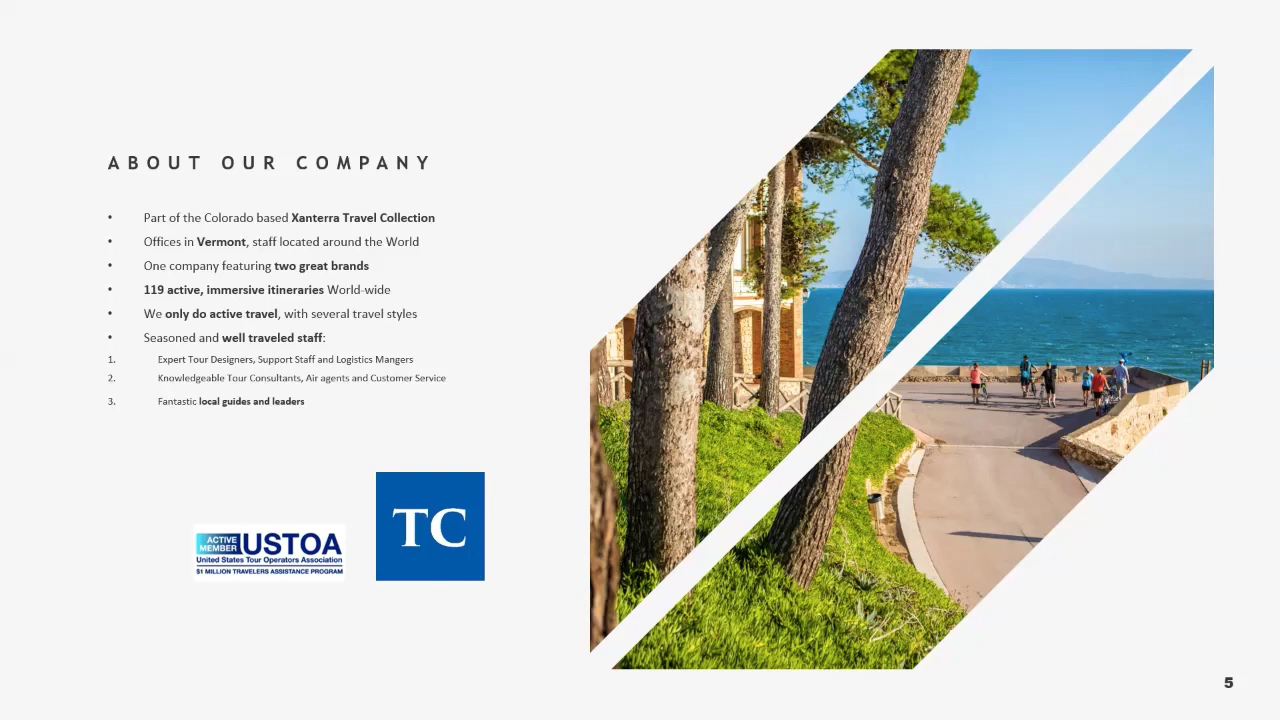 ABOUT OUR COMPANY
• Part of the Colorado based Xanterra Travel Collection
• Offices in Vermont, staff located around the World
• One company featuring two great brands
• 119 active, immersive itineraries World-wide
• We only do active travel, with several travel styles
• Seasoned and well traveled staff:
1. Expert Tour Designers, Support Staff and Logistics Mangers
2. Knowledgeable Tour Consultants, Air agents and Customer Service
3. Fantastic local guides and leaders
ACTIVE MEMBER USTOA
United States Tour Operators Association
$1 MILLION TRAVELERS ASSISTANCE PROGRAM
TC
5